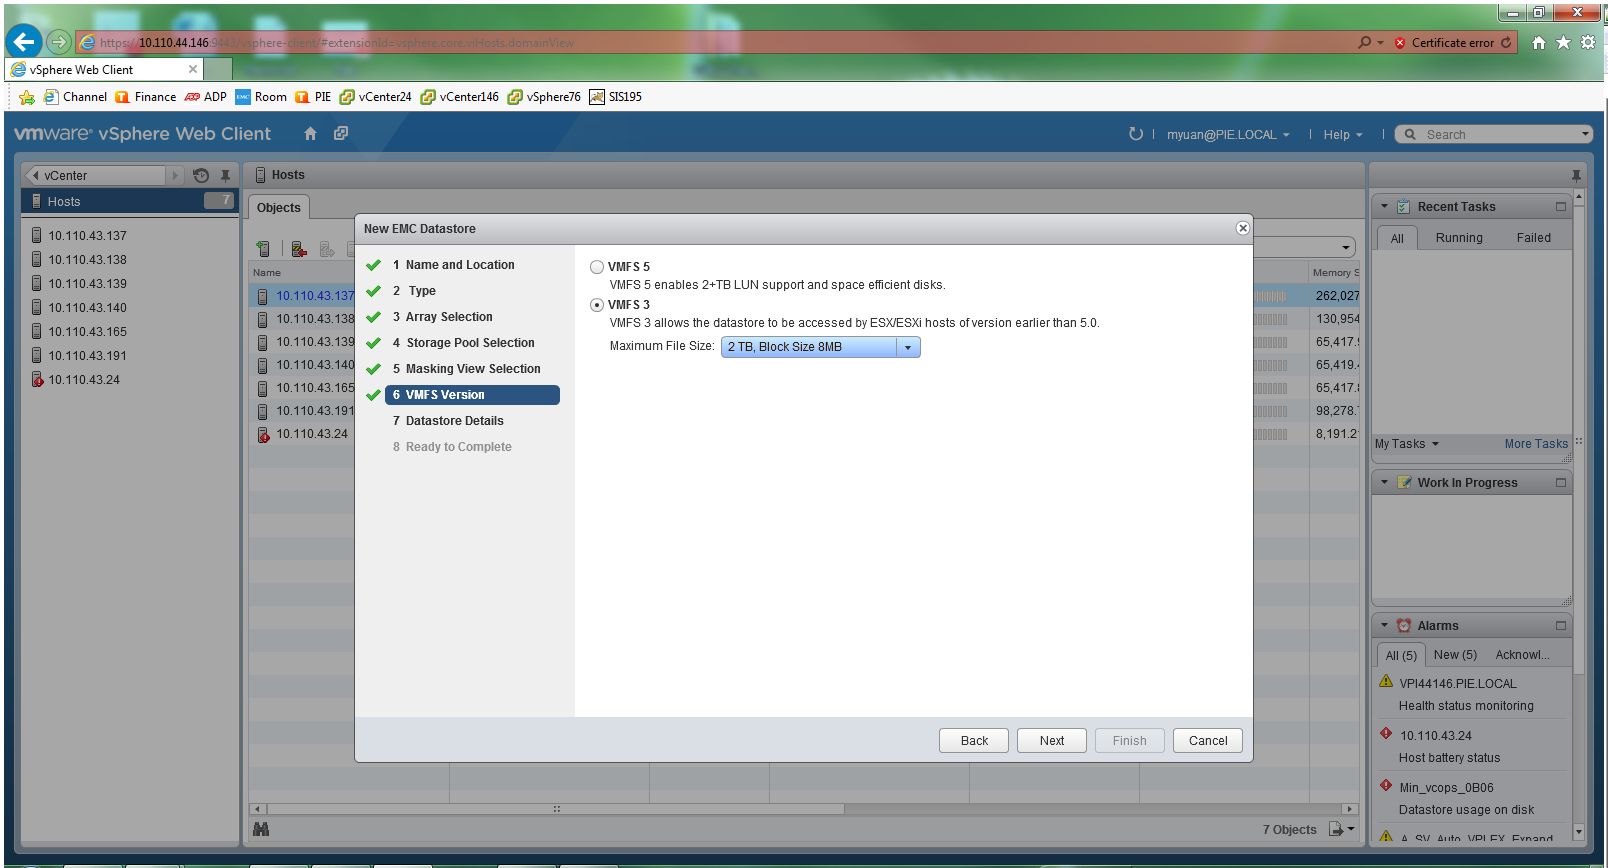 https://10.110.44.146:9443/vsphere-client/#extensionId=vsphere.core.viHosts.domainView
Certificate error
vSphere Web Client
Channel
Finance
ADP
Room
PIE
vCenter24
vCenter146
vSphere76
SIS195
vmware® vSphere Web Client
myuan@PIE.LOCAL
Help
Search
vCenter
Hosts 7
10.110.43.137
10.110.43.138
10.110.43.139
10.110.43.140
10.110.43.165
10.110.43.191
10.110.43.24
Hosts
Objects
Name
Memory S
10.110.43.137 262,027
10.110.43.138 130,954
10.110.43.139 65,417.9
10.110.43.140 65,419.4
10.110.43.165 65,417.8
10.110.43.191 98,278.7
10.110.43.24 8,191.21
7 Objects
New EMC Datastore
1 Name and Location
2 Type
3 Array Selection
4 Storage Pool Selection
5 Masking View Selection
6 VMFS Version
7 Datastore Details
8 Ready to Complete
VMFS 5
VMFS 5 enables 2+TB LUN support and space efficient disks.
VMFS 3
VMFS 3 allows the datastore to be accessed by ESX/ESXi hosts of version earlier than 5.0.
Maximum File Size: 2 TB, Block Size 8MB
Back
Next
Finish
Cancel
Recent Tasks
All
Running
Failed
My Tasks
More Tasks
Work In Progress
Alarms
All (5)
New (5)
Acknowl...
VPI44146.PIE.LOCAL
Health status monitoring
10.110.43.24
Host battery status
Min_vcops_0B06
Datastore usage on disk
A_SV_Auto_VPLEX_Expand